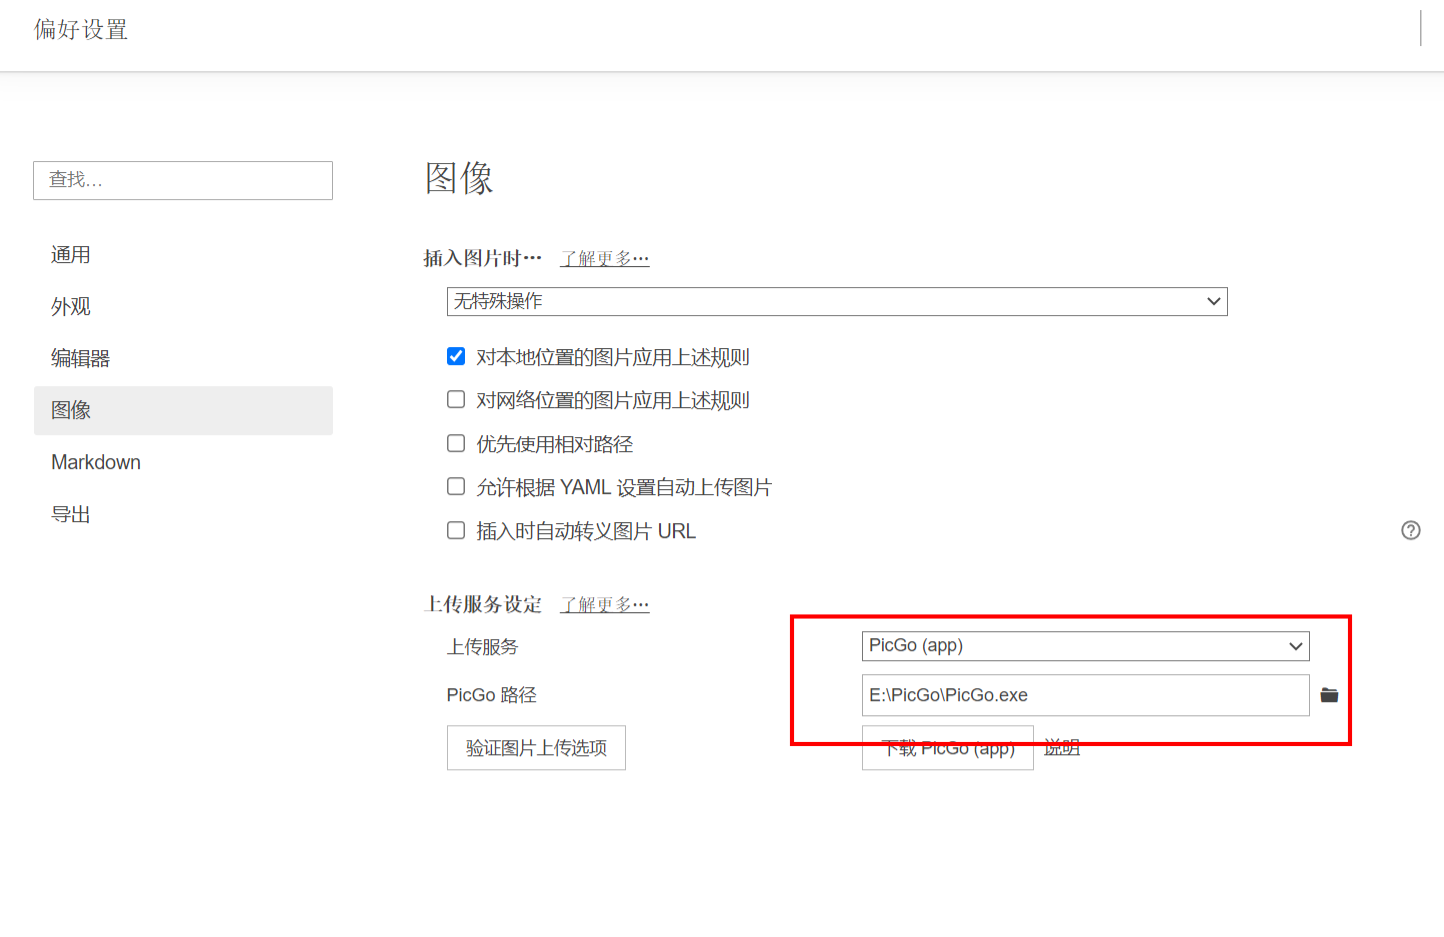 偏好设置
查找...
通用
外观
编辑器
图像
Markdown
导出
图像
插入图片时… 了解更多…
无特殊操作
对本地位置的图片应用上述规则
对网络位置的图片应用上述规则
优先使用相对路径
允许根据 YAML 设置自动上传图片
插入时自动转义图片 URL
?
上传服务设定 了解更多…
上传服务 PicGo (app)
PicGo 路径 E:\PicGo\PicGo.exe
验证图片上传选项 下载 PicGo (app) 说明